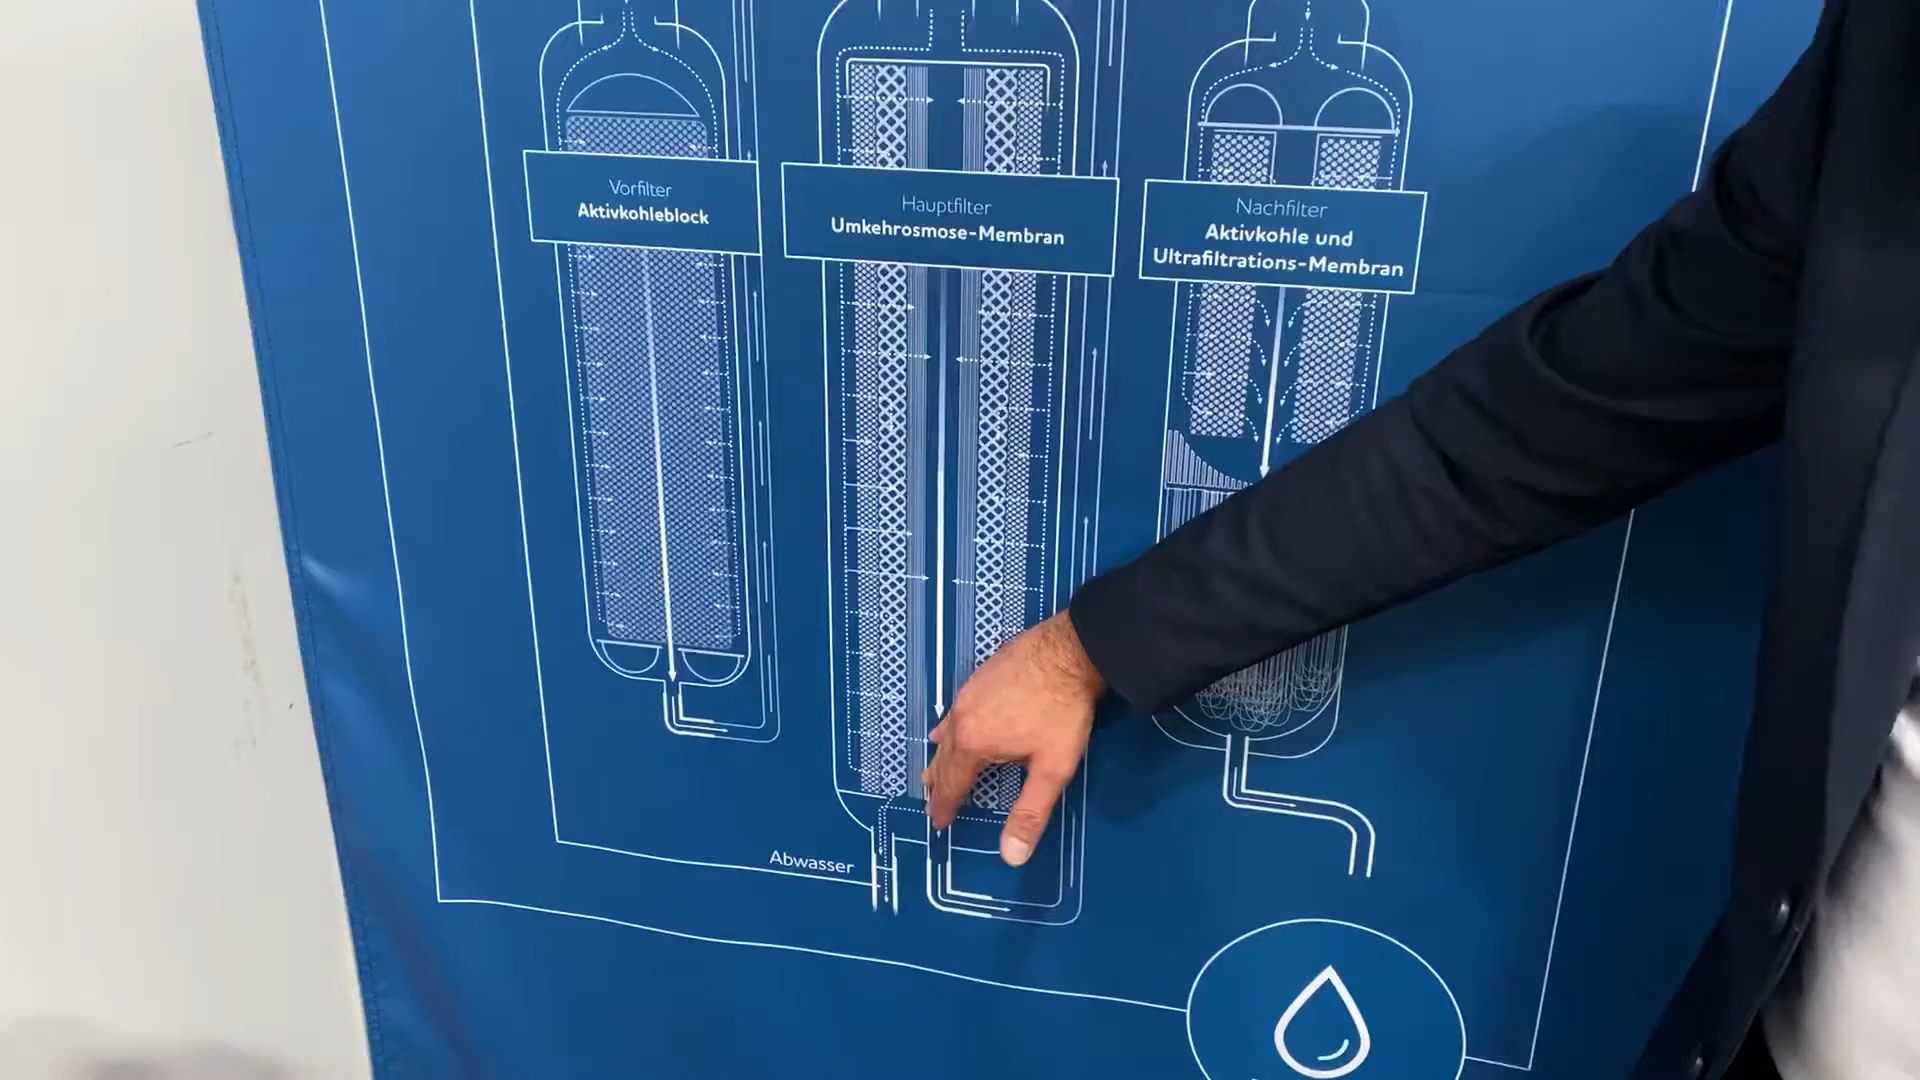 Vorfilter
Aktivkohleblock
Hauptfilter
Umkehrosmose-Membran
Nachfilter
Aktivkohle und
Ultrafiltrations-Membran
Abwasser